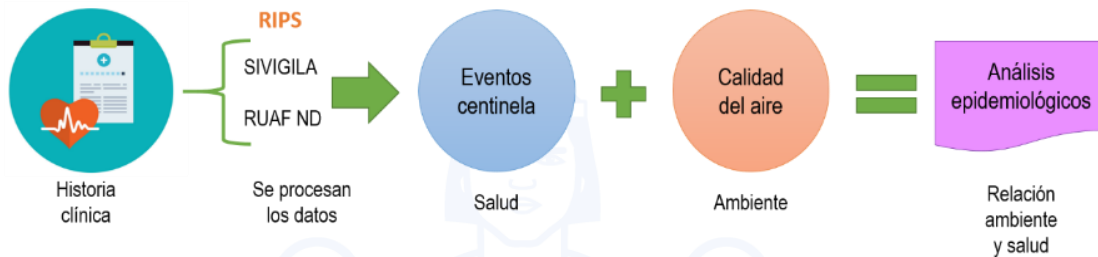 RIPS
SIVIGILA
RUAF ND
Eventos
centinela
Calidad
del aire
Análisis
epidemiológicos
Historia
clínica
Se procesan
los datos
Salud
Ambiente
Relación
ambiente
y salud